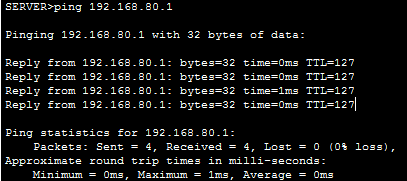 SERVER>ping 192.168.80.1
Pinging 192.168.80.1 with 32 bytes of data:
Reply from 192.168.80.1: bytes=32 time=0ms TTL=127
Reply from 192.168.80.1: bytes=32 time=0ms TTL=127
Reply from 192.168.80.1: bytes=32 time=1ms TTL=127
Reply from 192.168.80.1: bytes=32 time=0ms TTL=127
Ping statistics for 192.168.80.1:
Packets: Sent = 4, Received = 4, Lost = 0 (0% loss),
Approximate round trip times in milli-seconds:
Minimum = 0ms, Maximum = 1ms, Average = 0ms